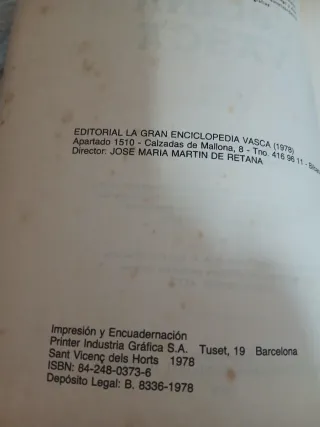 EDITORIAL LA GRAN ENCICLOPEDIA VASCA (1978)
Apartado 1510 - Calzadas de Mallona, 8 - Tno. 416 96 11 -
Director: JOSE MARIA MARTIN DE RETANA
Impresión y Encuadernación
Printer Industria Gráfica S.A. Tuset, 19 Barcelona
Sant Vicenç dels Horts 1978
ISBN: 84-248-0373-6
Depósito Legal: B. 8336-1978